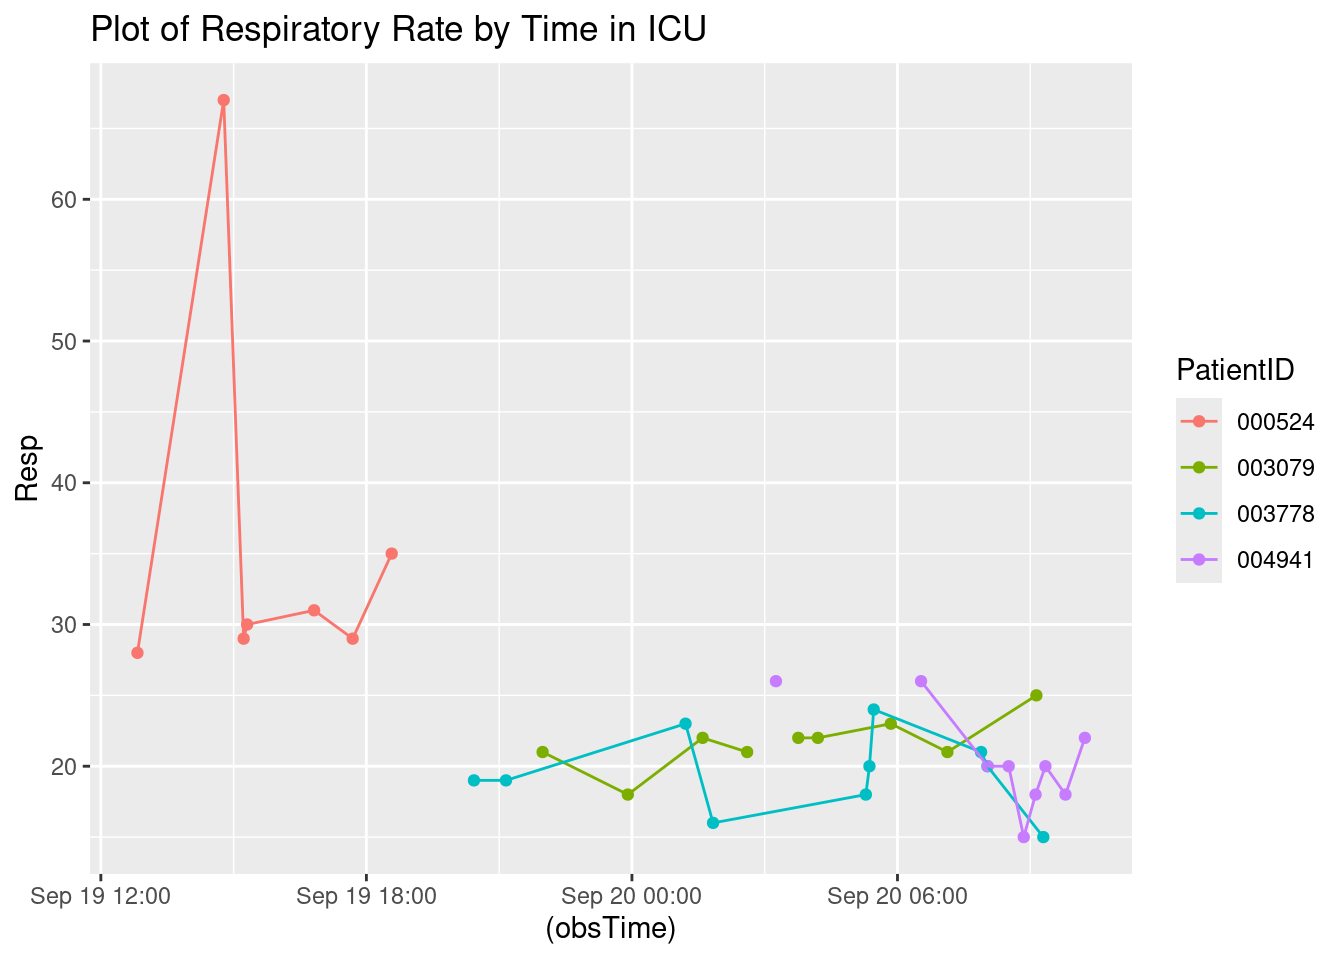 Plot of Respiratory Rate by Time in ICU
60
50
40
30
20
Resp
Sep 19 12:00
Sep 19 18:00
Sep 20 00:00
Sep 20 06:00
(obsTime)
PatientID
000524
003079
003778
004941